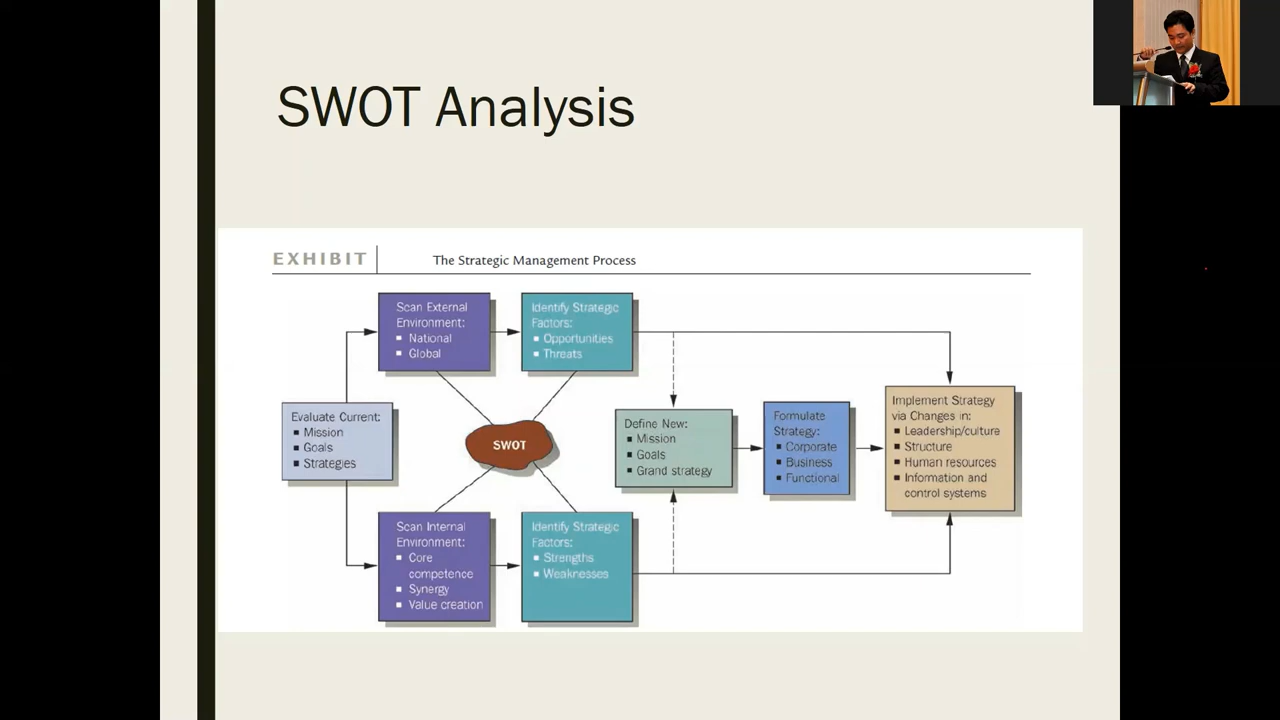 SWOT Analysis
EXHIBIT
The Strategic Management Process
Scan External
Environment:
▪ National
▪ Global
Identify Strategic
Factors:
▪ Opportunities
▪ Threats
Evaluate Current:
▪ Mission
▪ Goals
▪ Strategies
SWOT
Define New:
▪ Mission
▪ Goals
▪ Grand strategy
Formulate
Strategy:
▪ Corporate
▪ Business
▪ Functional
Implement Strategy
via Changes in:
▪ Leadership/culture
▪ Structure
▪ Human resources
▪ Information and
control systems
Scan Internal
Environment:
▪ Core
competence
▪ Synergy
▪ Value creation
Identify Strategic
Factors:
▪ Strengths
▪ Weaknesses